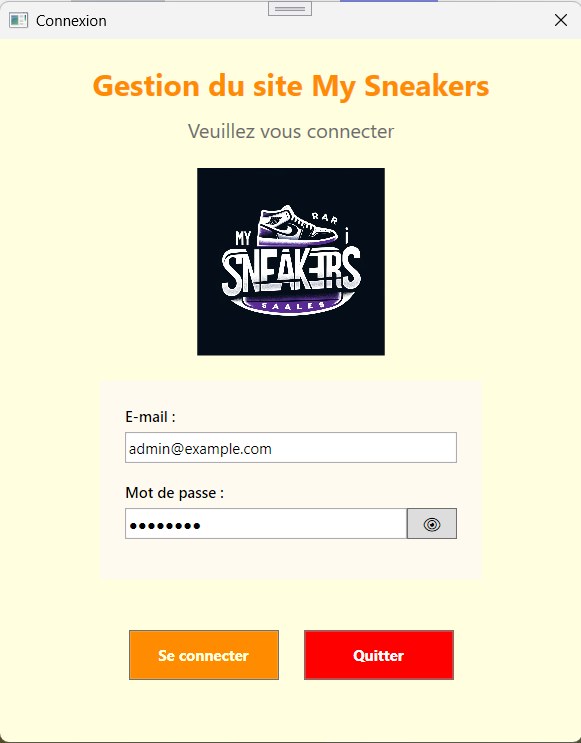 Connexion
Gestion du site My Sneakers
Veuillez vous connecter
RAR
MY i
SNEAKERS
SAALES
E-mail :
admin@example.com
Mot de passe :
●●●●●●●●
Se connecter Quitter